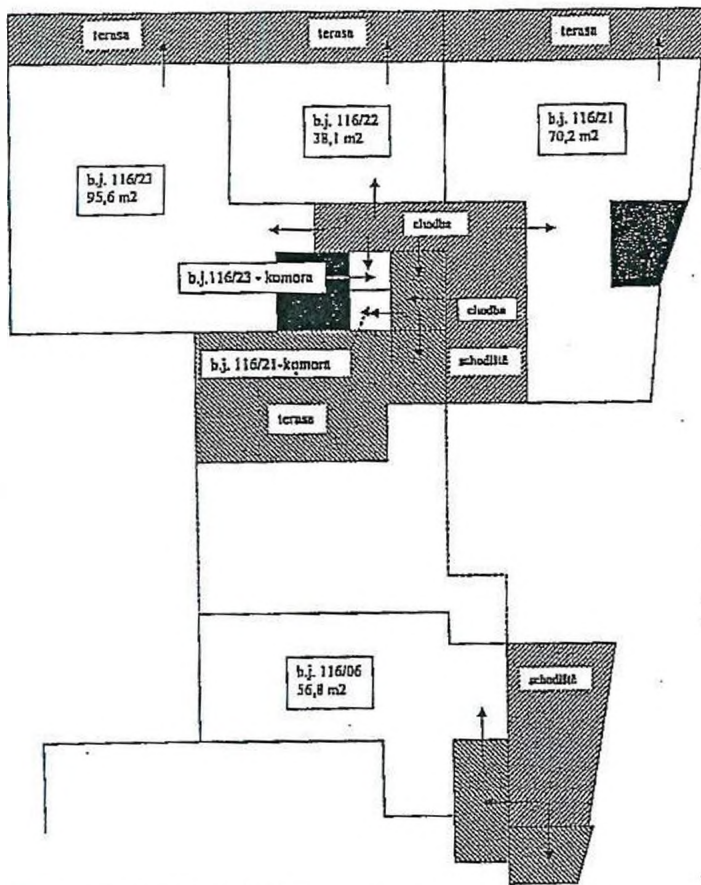 terasa
terasa
terasa
b.j. 116/22
38,1 m2
b.j. 116/21
70,2 m2
b.j. 116/23
95,6 m2
chodba
b.j.116/23 - komora
chodba
b.j. 116/21-komora
schodiště
terasa
b.j. 116/06
56,8 m2
schodiště